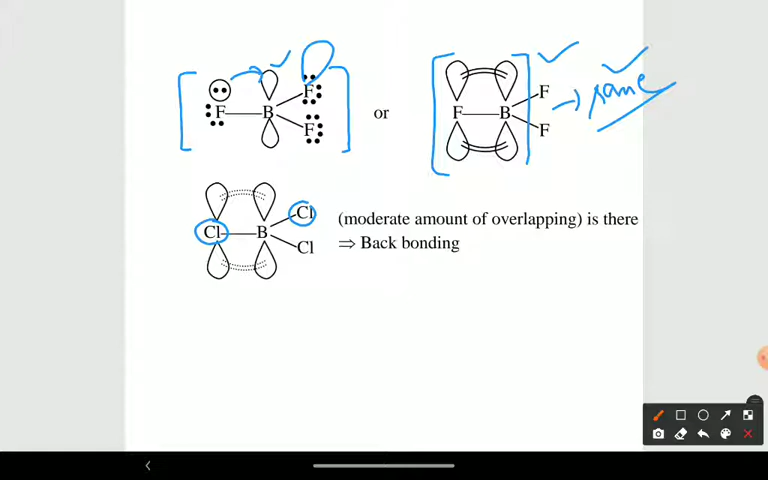 F B F F or F B F F → same
Cl B Cl Cl (moderate amount of overlapping) is there
⇒ Back bonding